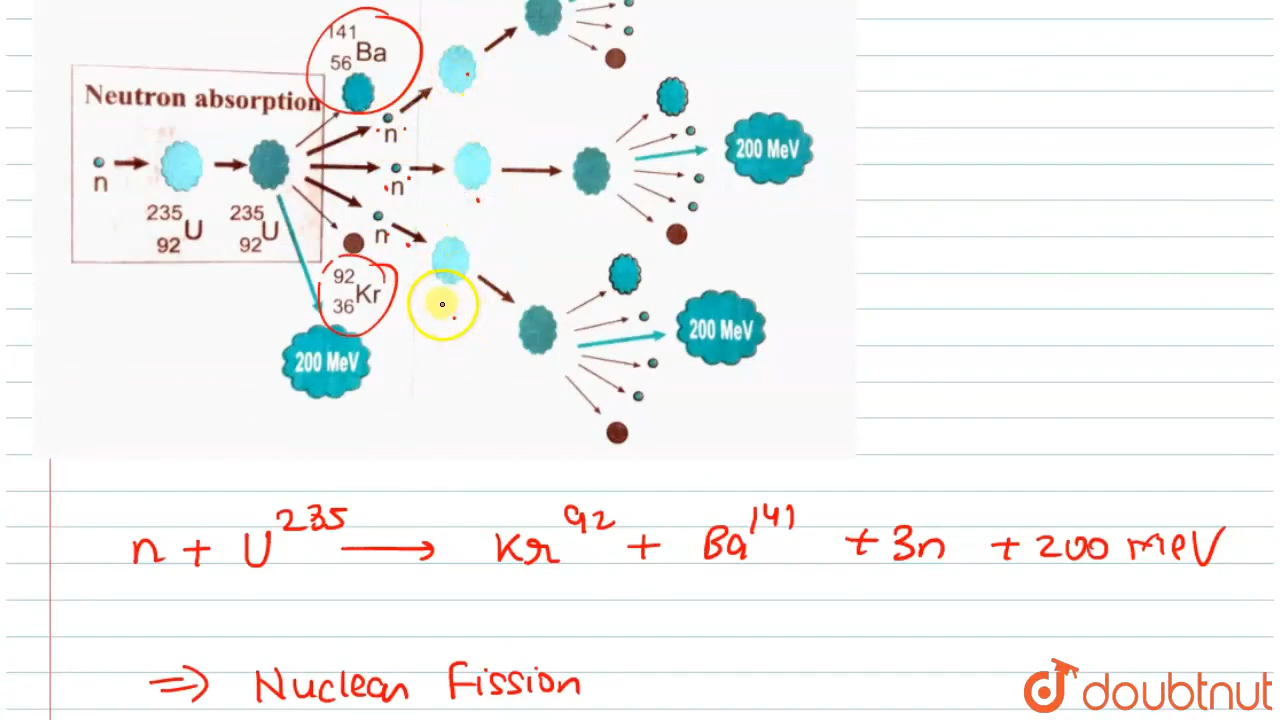 141
56 Ba
Neutron absorption
n
n
200 MeV
n
235
92 U
235
92 U
n
92
36 Kr
200 MeV
200 MeV
n + U²³⁵ ⟶ Kr⁹² + Ba¹⁴¹ + 3n + 200 meV
⇒ Nuclear Fission
doubtnut